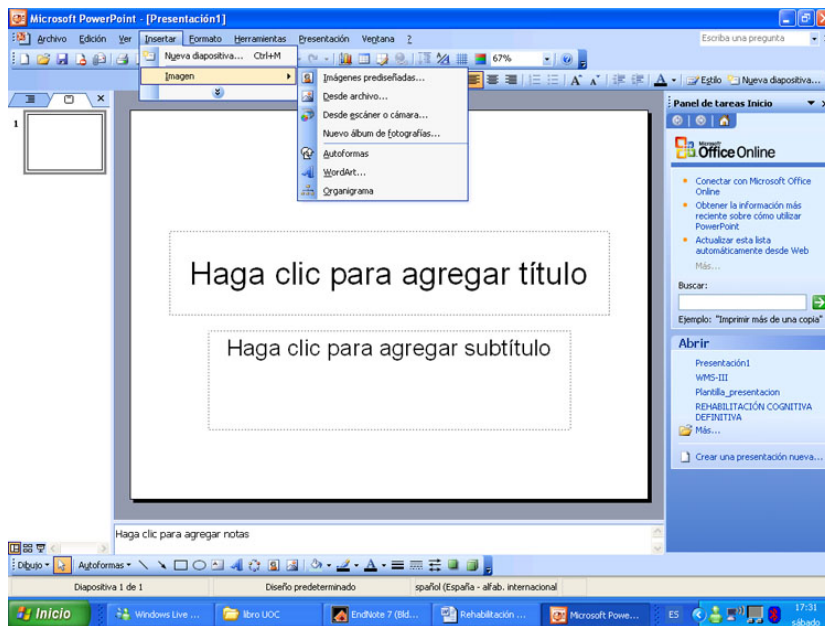 Microsoft PowerPoint - [Presentación1]
Archivo Edición Ver Insertar Formato Herramientas Presentación Ventana ?
Escriba una pregunta
Nueva diapositiva... Ctrl+M
67%
Imagen
Imágenes prediseñadas...
Desde archivo...
Desde escáner o cámara...
Nuevo álbum de fotografías...
Autoformas
WordArt...
Organigrama
Estilo
Nueva diapositiva...
1
Haga clic para agregar título
Haga clic para agregar subtítulo
Haga clic para agregar notas
Panel de tareas Inicio
Microsoft
Office Online
Conectar con Microsoft Office
Online
Obtener la información más
reciente sobre cómo utilizar
PowerPoint
Actualizar esta lista
automáticamente desde Web
Más...
Buscar:
Ejemplo: "Imprimir más de una copia"
Abrir
Presentación1
WMS-III
Plantilla_presentacion
REHABILITACIÓN COGNITIVA
DEFINITIVA
Más...
Crear una presentación nueva...
Dibujo Autoformas
Diapositiva 1 de 1 Diseño predeterminado spañol (España - alfab. internacional
Inicio Windows Live ... libro UOC EndNote 7 (Bld... Rehabilitación ... Microsoft Powe... ES 17:31
sábado